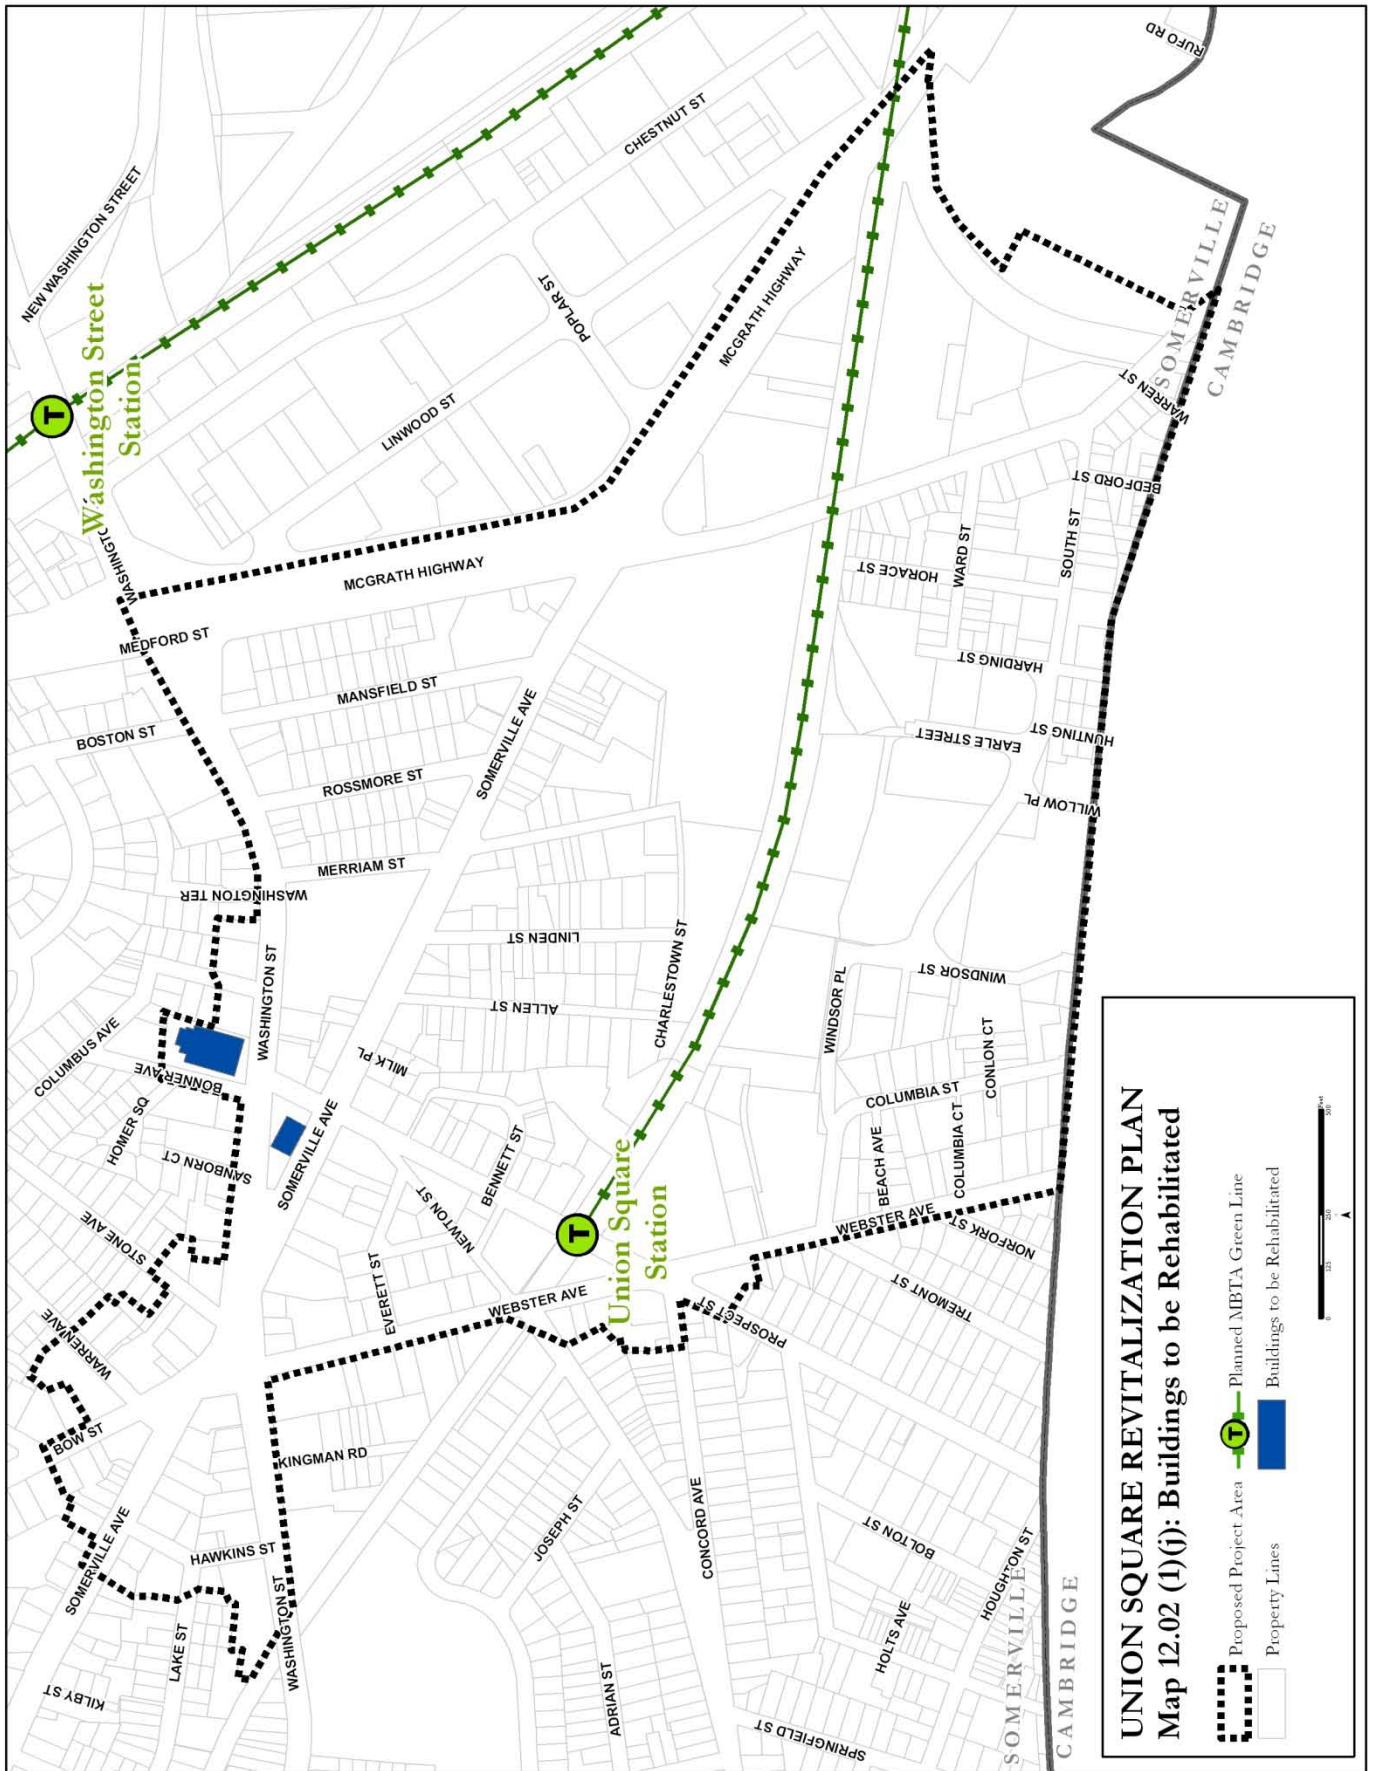 NEW WASHINGTON STREET
Washington Street
Station
T
CHESTNUT ST
RUFO RD
POPLAR ST
LINWOOD ST
MCGRATH HIGHWAY
MCGRATH HIGHWAY
MEDFORD ST
BOSTON ST
MANSFIELD ST
ROSSMORE ST
SOMERVILLE AVE
MERRIAM ST
WASHINGTON TER
WASHINGTON ST
LINDEN ST
ALLEN ST
CHARLESTOWN ST
MILK PL
COLUMBUS AVE
BONNER AVE
HOMER SQ
SANBORN CT
STONE AVE
WARREN AVE
BOW ST
SOMERVILLE AVE
NEWTON ST
BENNETT ST
EVERETT ST
WEBSTER AVE
T
Union Square
Station
PROSPECT ST
WEBSTER AVE
BEACH AVE
COLUMBIA ST
COLUMBIA CT
CONLON CT
WINDSOR PL
WINDSOR ST
WILLOW PL
EARLE STREET
HUNTING ST
HARDING ST
HORACE ST
WARD ST
SOUTH ST
BEDFORD ST
WARREN ST
SOMERVILLE
CAMBRIDGE
NORFORK ST
TREMONT ST
KINGMAN RD
SOMERVILLE AVE
HAWKINS ST
WASHINGTON ST
LAKE ST
KILBY ST
JOSEPH ST
CONCORD AVE
ADRIAN ST
BOLTON ST
HOUGHTON ST
HOLTS AVE
SPRINGFIELD ST
SOMERVILLE
CAMBRIDGE
UNION SQUARE REVITALIZATION PLAN
Map 12.02 (1)(j): Buildings to be Rehabilitated
Proposed Project Area
T
Planned MBTA Green Line
Property Lines
Buildings to be Rehabilitated
0 125 250 500
Feet